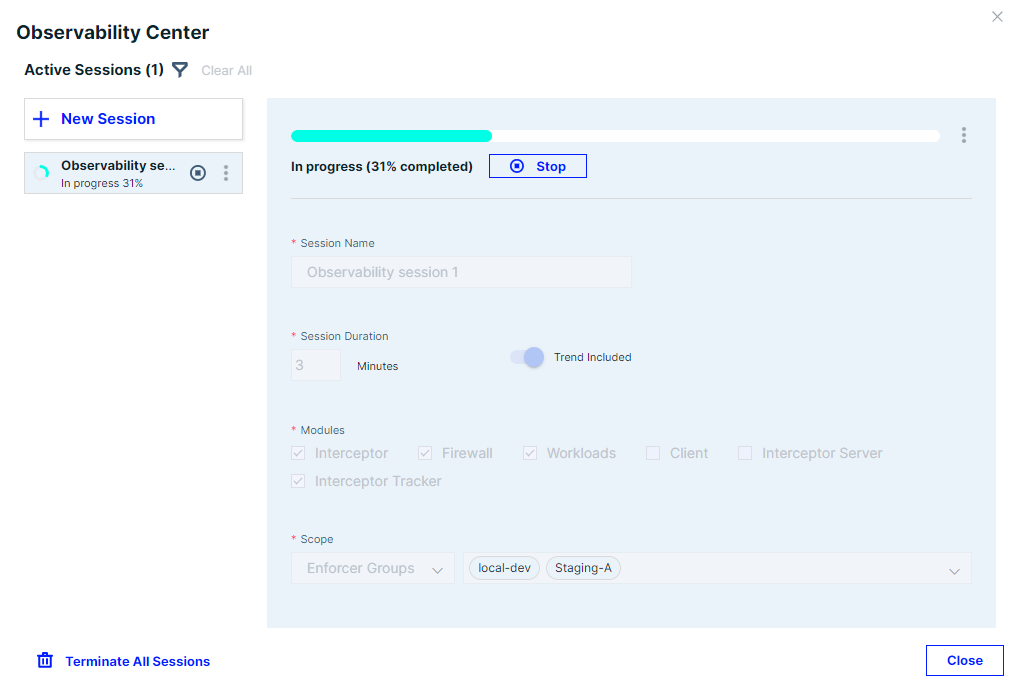 Observability Center
Active Sessions (1) Clear All
New Session
Observability se...
In progress 31%
In progress (31% completed) Stop
* Session Name
Observability session 1
* Session Duration
3 Minutes Trend Included
* Modules
Interceptor Firewall Workloads Client Interceptor Server
Interceptor Tracker
* Scope
Enforcer Groups local-dev Staging-A
Terminate All Sessions Close